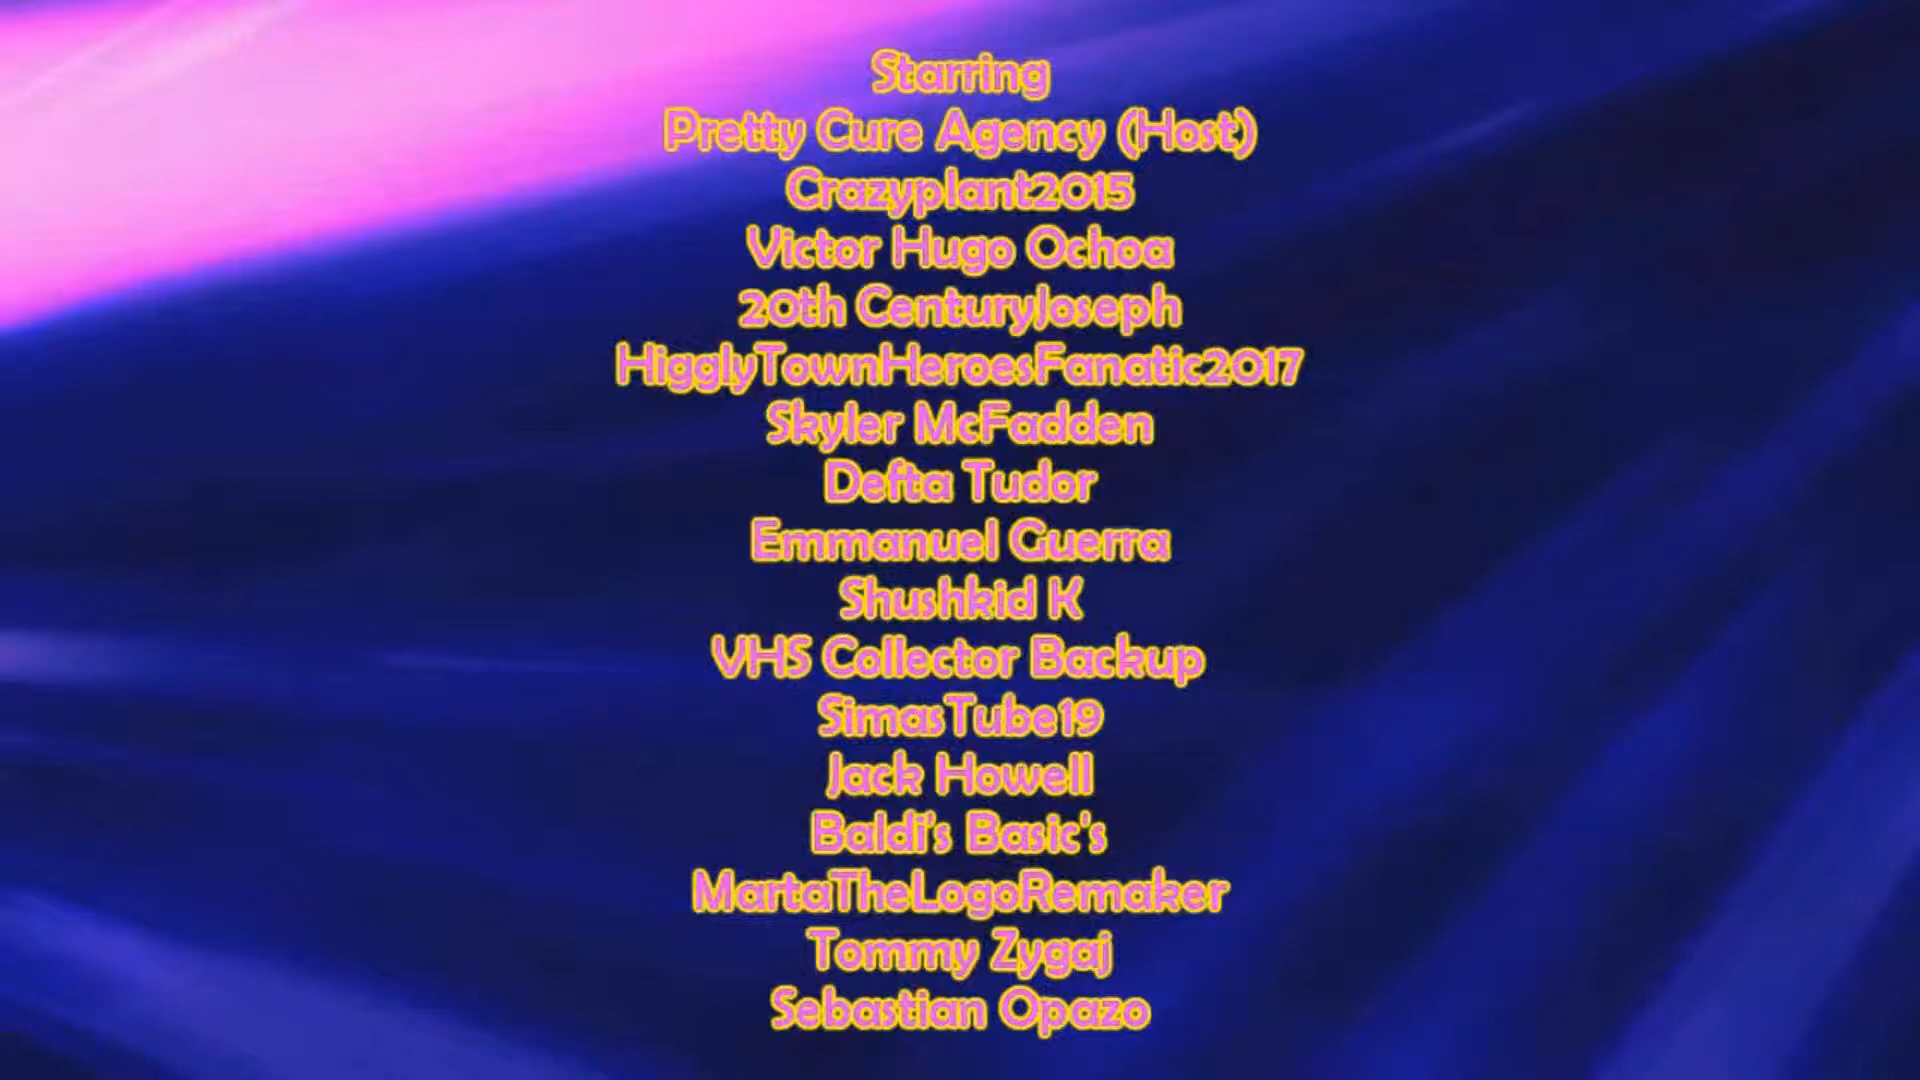 Starring
Pretty Cure Agency (Host)
Crazyplant2015
Victor Hugo Ochoa
20th CenturyJoseph
HigglyTownHeroesFanatic2017
Skyler McFadden
Defta Tudor
Emmanuel Guerra
Shushkid K
VHS Collector Backup
SimasTube19
Jack Howell
Baldi's Basic's
MartaTheLogoRemaker
Tommy Zygaj
Sebastian Opazo